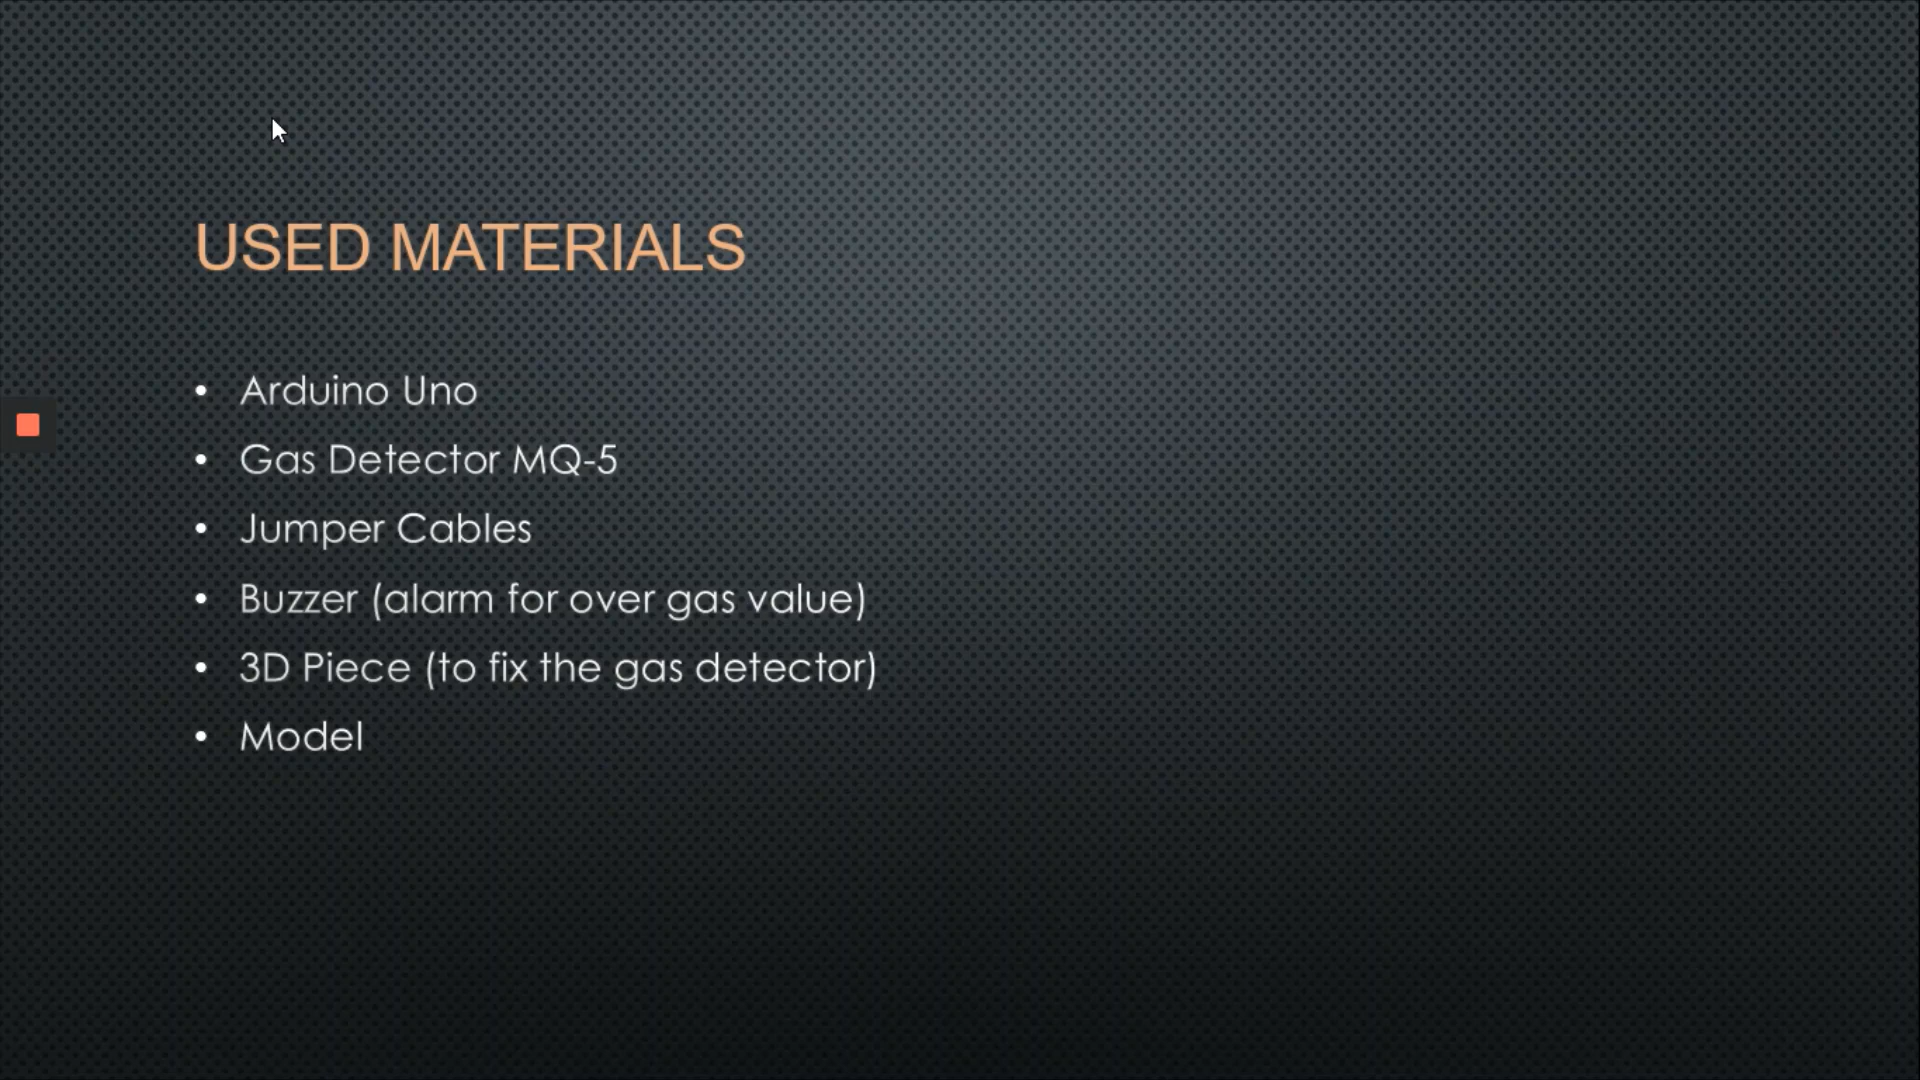 USED MATERIALS
• Arduino Uno
• Gas Detector MQ-5
• Jumper Cables
• Buzzer (alarm for over gas value)
• 3D Piece (to fix the gas detector)
• Model